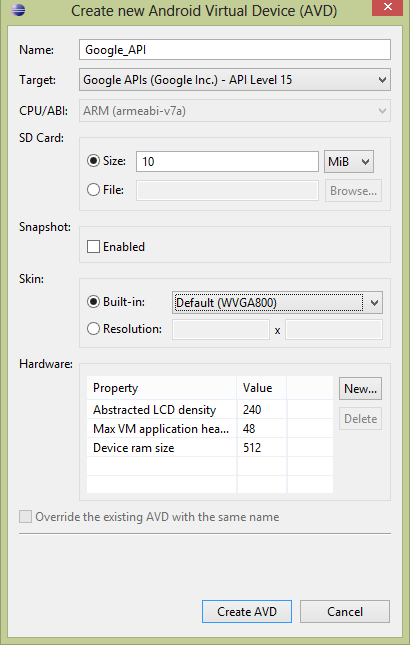 Create new Android Virtual Device (AVD)
Name: Google_API
Target: Google APIs (Google Inc.) - API Level 15
CPU/ABI: ARM (armeabi-v7a)
SD Card:
Size: 10 MiB
File: Browse...
Snapshot:
Enabled
Skin:
Built-in: Default (WVGA800)
Resolution: x
Hardware:
Property Value New...
Abstracted LCD density 240
Delete
Max VM application hea... 48
Device ram size 512
Override the existing AVD with the same name
Create AVD Cancel